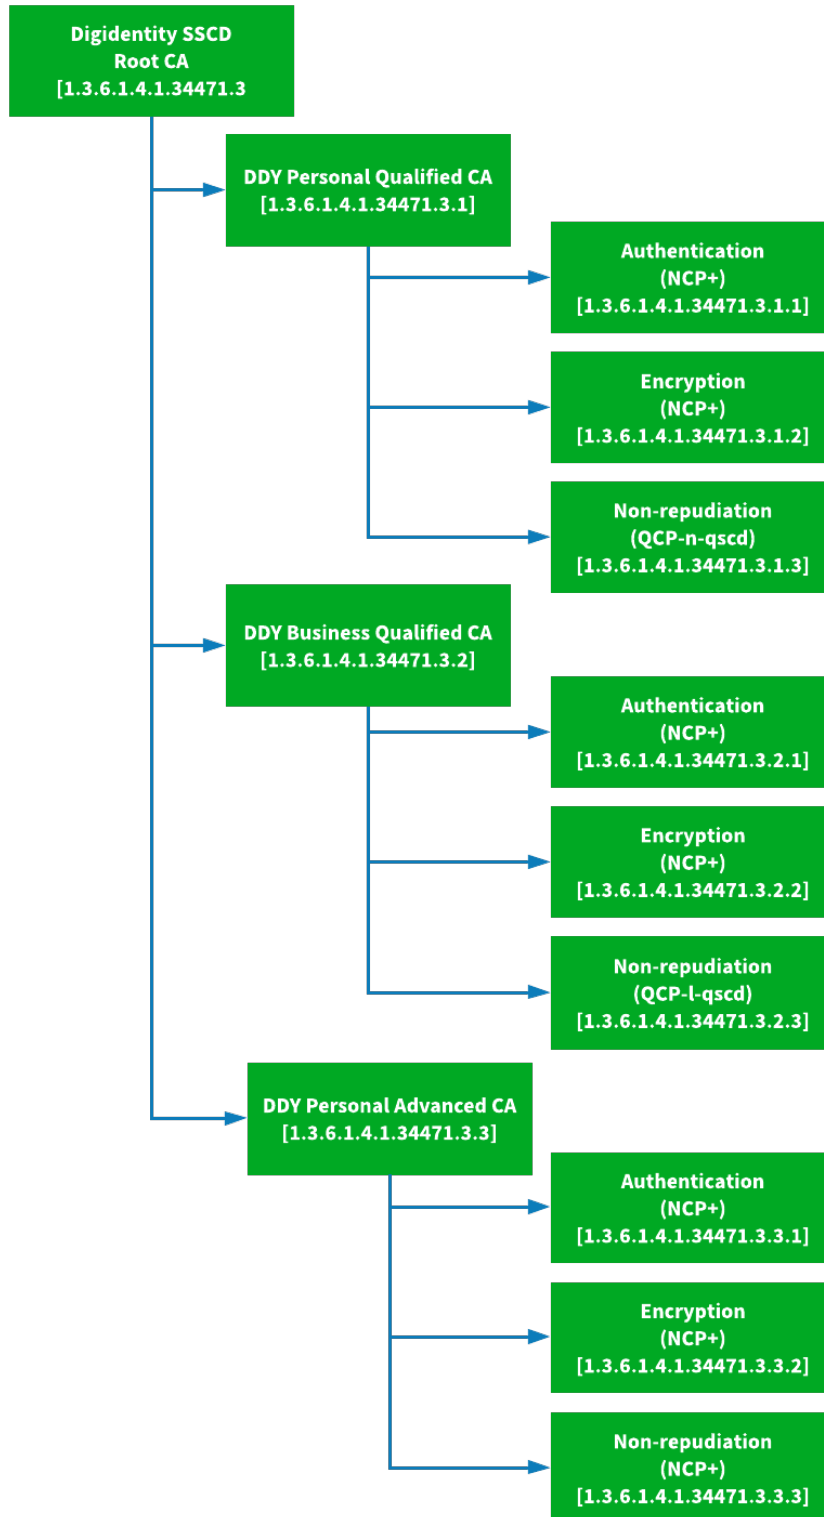 Digidentity SSCD
Root CA
[1.3.6.1.4.1.34471.3
DDY Personal Qualified CA
[1.3.6.1.4.1.34471.3.1]
Authentication
(NCP+)
[1.3.6.1.4.1.34471.3.1.1]
Encryption
(NCP+)
[1.3.6.1.4.1.34471.3.1.2]
Non-repudiation
(QCP-n-qscd)
[1.3.6.1.4.1.34471.3.1.3]
DDY Business Qualified CA
[1.3.6.1.4.1.34471.3.2]
Authentication
(NCP+)
[1.3.6.1.4.1.34471.3.2.1]
Encryption
(NCP+)
[1.3.6.1.4.1.34471.3.2.2]
Non-repudiation
(QCP-l-qscd)
[1.3.6.1.4.1.34471.3.2.3]
DDY Personal Advanced CA
[1.3.6.1.4.1.34471.3.3]
Authentication
(NCP+)
[1.3.6.1.4.1.34471.3.3.1]
Encryption
(NCP+)
[1.3.6.1.4.1.34471.3.3.2]
Non-repudiation
(NCP+)
[1.3.6.1.4.1.34471.3.3.3]